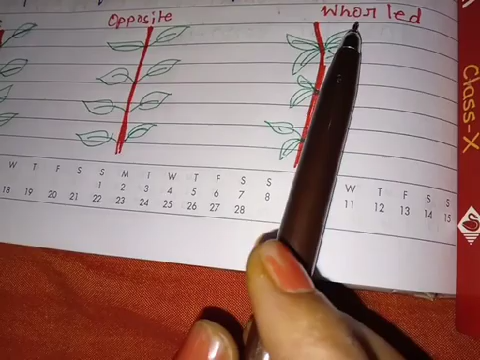 Opposite
Whorled
Class-X
W T F S S M T W T F S S W T F S S
1 2 3 4 5 6 7 8 11 12 13 14 15
18 19 20 21 22 23 24 25 26 27 28